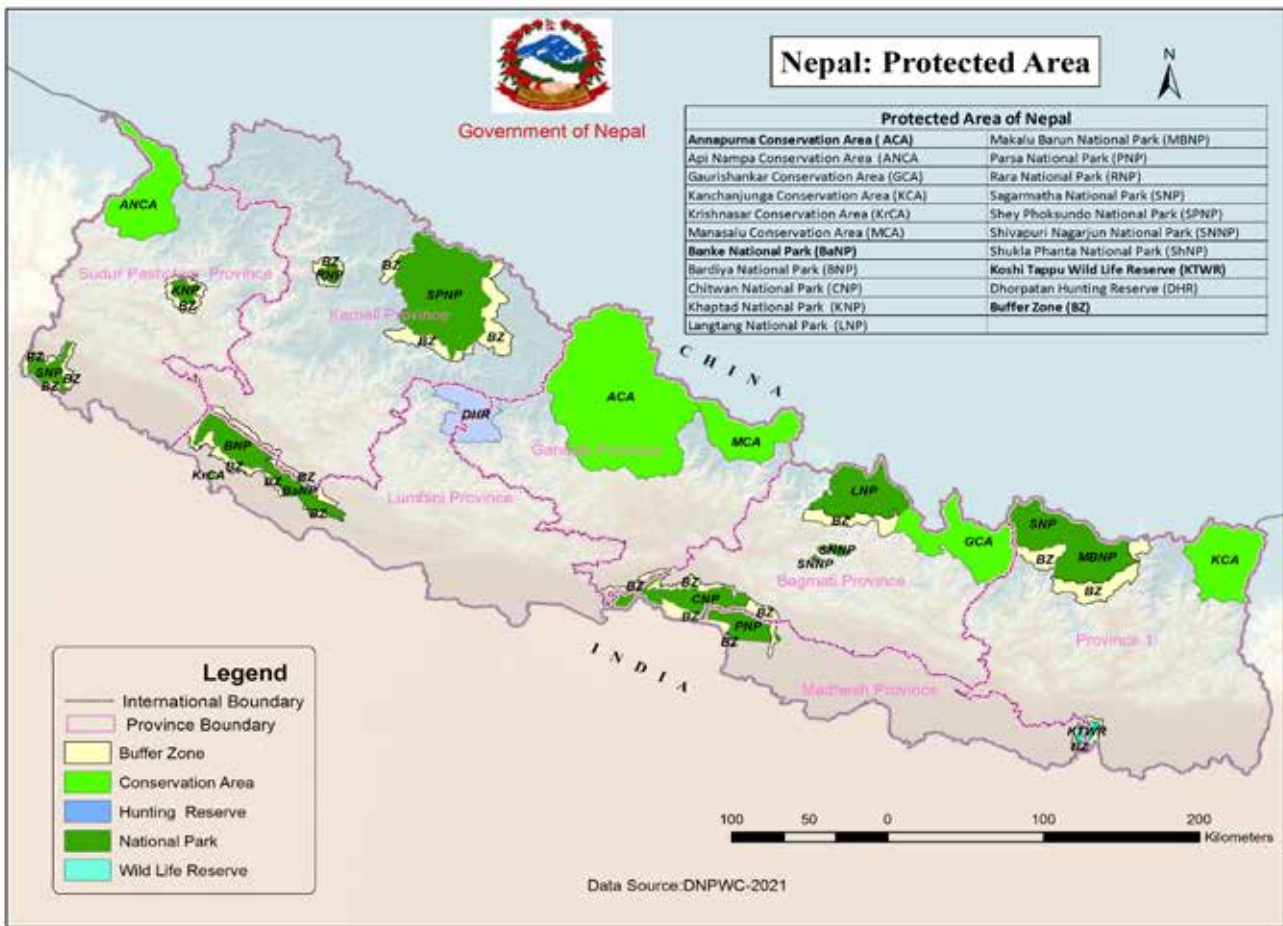 Nepal: Protected Area
N
Government of Nepal
Protected Area of Nepal
Annapurna Conservation Area ( ACA)
Makalu Barun National Park (MBNP)
Api Nampa Conservation Area (ANCA
Parsa National Park (PNP)
Gaurishankar Conservation Area (GCA)
Rara National Park (RNP)
Kanchanjunga Conservation Area (KCA)
Sagarmatha National Park (SNP)
Krishnasar Conservation Area (KrCA)
Shey Phoksundo National Park (SPNP)
Manasalu Conservation Area (MCA)
Shivapuri Nagarjun National Park (SNNP)
Banke National Park (BaNP)
Shukla Phanta National Park (ShNP)
Bardiya National Park (BNP)
Koshi Tappu Wild Life Reserve (KTWR)
Chitwan National Park (CNP)
Dhorpatan Hunting Reserve (DHR)
Khaptad National Park (KNP)
Buffer Zone (BZ)
Langtang National Park (LNP)
ANCA
Sudur Pashchim Province
KNP
BZ
BZ
RNP
BZ
SPNP
Karnali Province
BZ
BZ
BZ
SNP
BZ
BZ
CHINA
ACA
DHR
MCA
Gandaki Province
BNP
BZ
KrCA
BZ
BZ
BaNP
BZ
Lumbini Province
LNP
BZ
SNNP
SNNP
GCA
SNP
BZ
MBNP
BZ
KCA
Bagmati Province
BZ
BZ
CNP
BZ
BZ
PNP
BZ
Province 1
INDIA
Madhesh Province
KTWR
BZ
Legend
International Boundary
Province Boundary
Buffer Zone
Conservation Area
Hunting Reserve
National Park
Wild Life Reserve
100 50 0 100 200
Kilometers
Data Source:DNPWC-2021